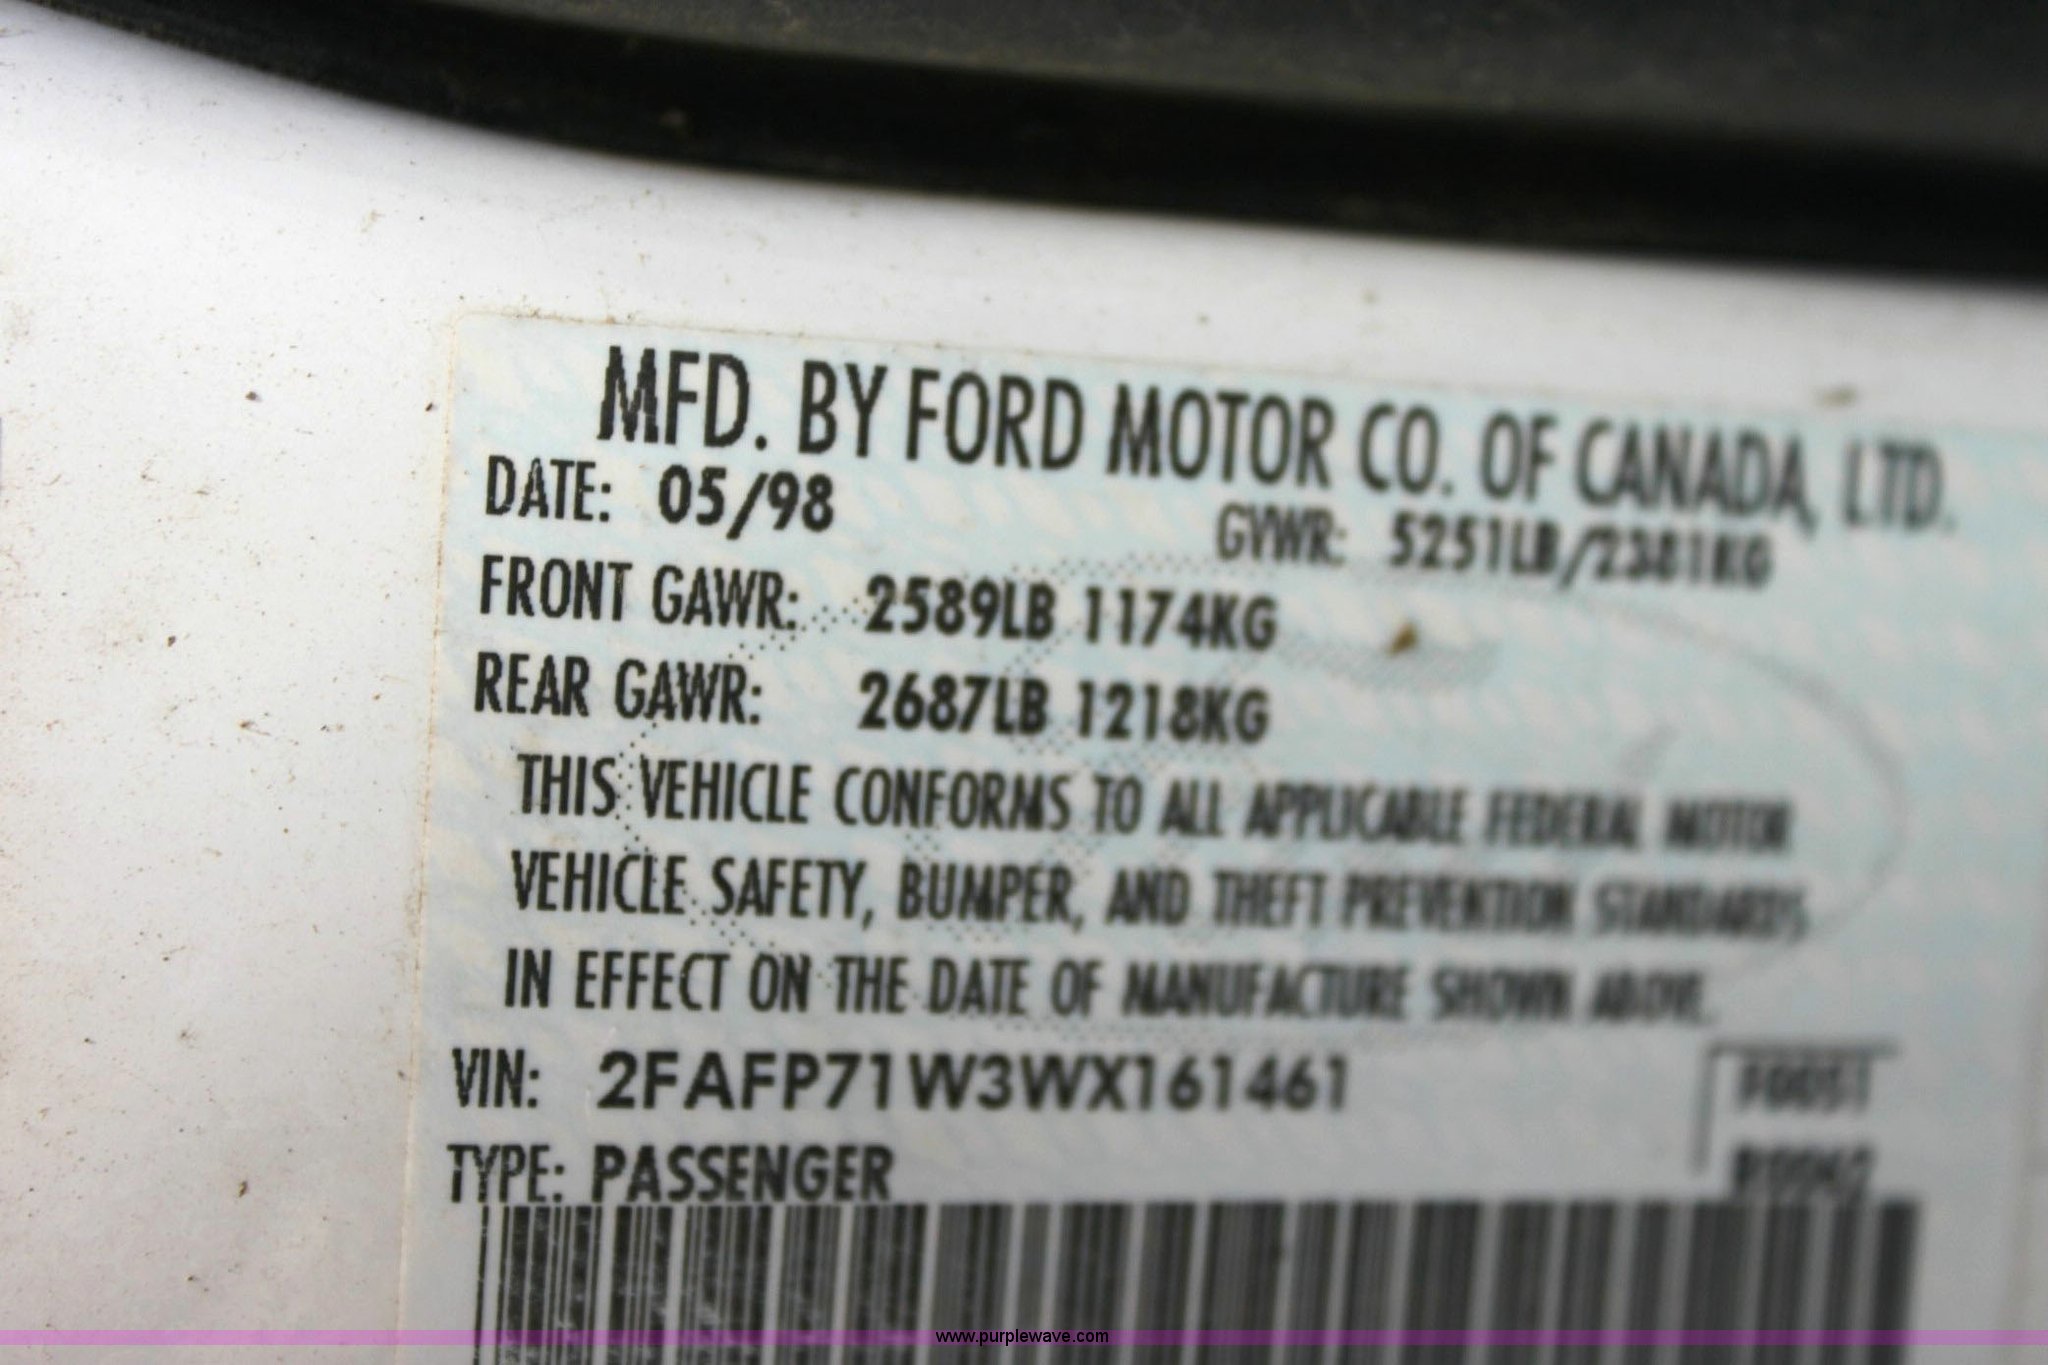 MFD. BY FORD MOTOR CO. OF CANADA, LTD.
DATE: 05/98
GVWR: 5251LB/2381KG
FRONT GAWR: 2589LB 1174KG
REAR GAWR: 2687LB 1218KG
THIS VEHICLE CONFORMS TO ALL APPLICABLE FEDERAL MOTOR
VEHICLE SAFETY, BUMPER, AND THEFT PREVENTION STANDARDS
IN EFFECT ON THE DATE OF MANUFACTURE SHOWN ABOVE.
VIN: 2FAFP71W3WX161461
F0051
TYPE: PASSENGER
www.purplewave.com